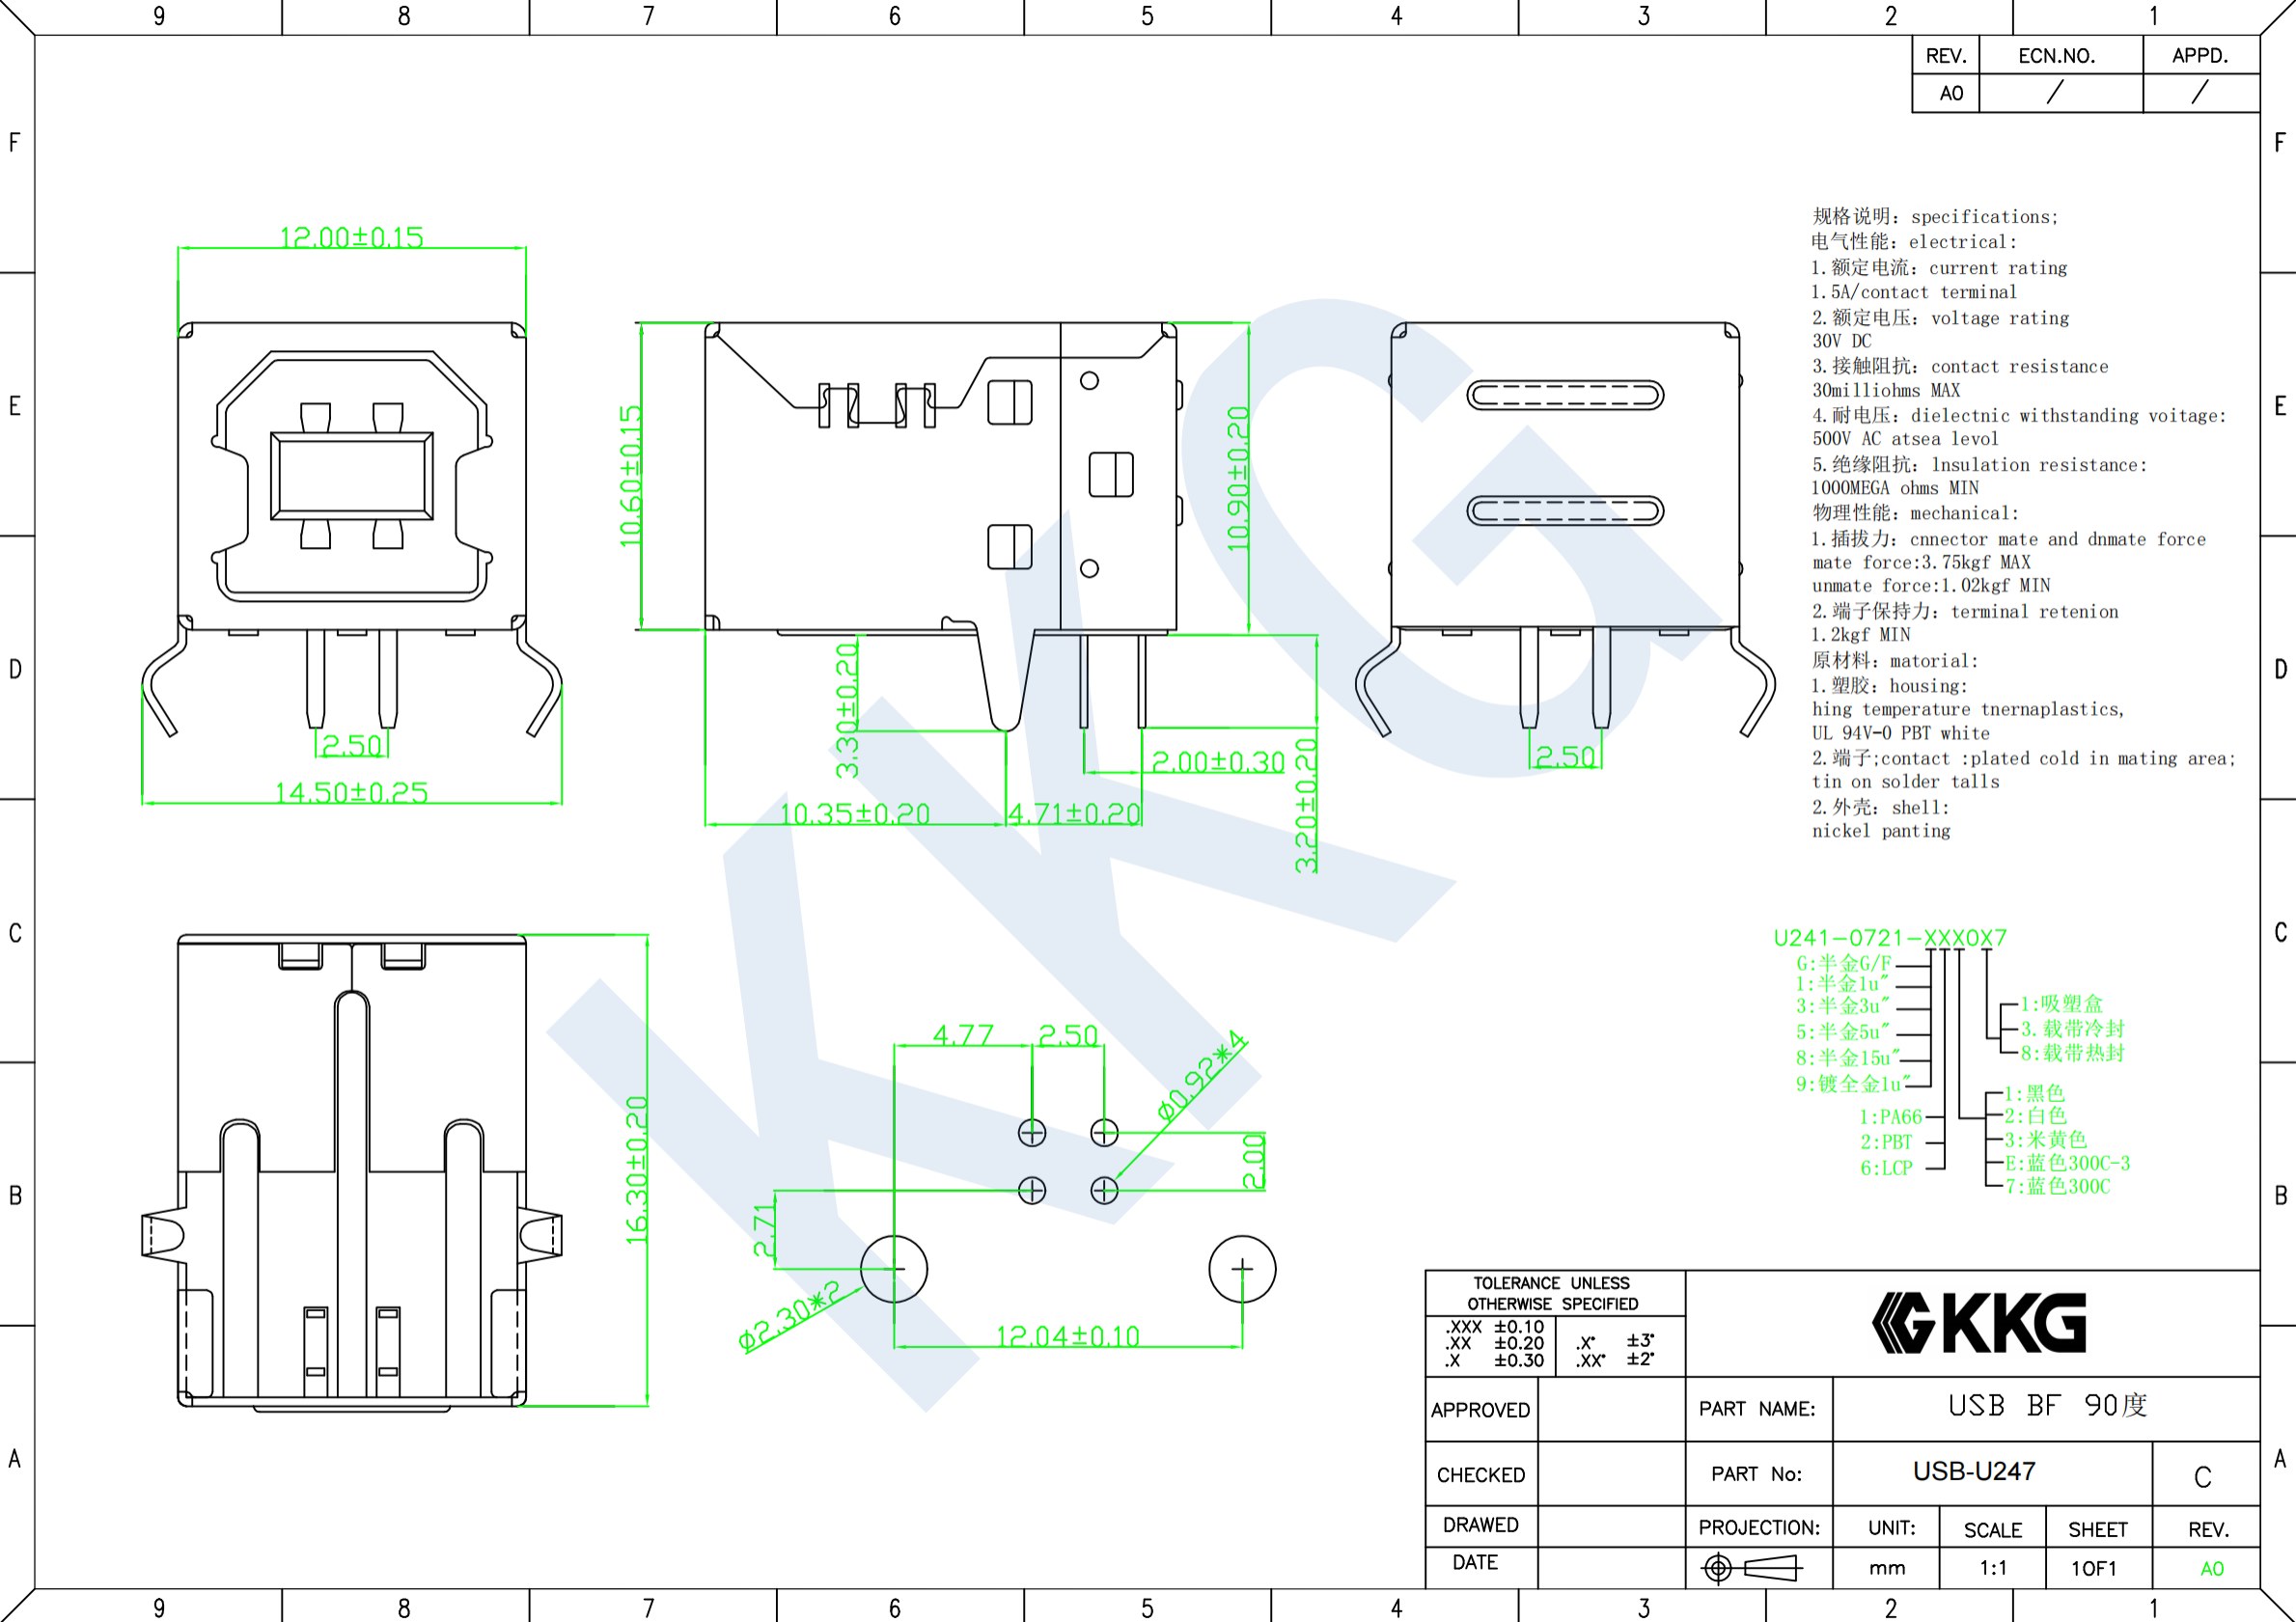 9 8 7 6 5 4 3 2 1
REV. ECN.NO. APPD.
A0 / /
F F
E E
D D
C C
B B
A A
12.00±0.15
2.50
14.50±0.25
10.60±0.15
10.90±0.20
3.30±0.20
2.00±0.30
3.20±0.20
10.35±0.20
4.71±0.20
2.50
规格说明: specifications;
电气性能: electrical:
1.额定电流: current rating
1.5A/contact terminal
2.额定电压: voltage rating
30V DC
3.接触阻抗: contact resistance
30milliohms MAX
4.耐电压: dielectnic withstanding voitage:
500V AC atsea levol
5.绝缘阻抗: lnsulation resistance:
1000MEGA ohms MIN
物理性能: mechanical:
1.插拔力: cnnector mate and dnmate force
mate force:3.75kgf MAX
unmate force:1.02kgf MIN
2.端子保持力: terminal retenion
1.2kgf MIN
原材料: matorial:
1.塑胶: housing:
hing temperature tnernaplastics,
UL 94V-0 PBT white
2.端子;contact :plated cold in mating area;
tin on solder talls
2.外壳: shell:
nickel panting
KKG
16.30±0.20
4.77
2.50
ø0.92*4
2.00
2.71
ø2.30*2
12.04±0.10
U241-0721-XXX0X7
G:半金G/F
1:半金1u"
3:半金3u"
5:半金5u"
8:半金15u"
9:镀全金1u"
1:PA66
2:PBT
6:LCP
1:吸塑盒
3.载带冷封
8:载带热封
1:黑色
2:白色
3:米黄色
E:蓝色300C-3
7:蓝色300C
TOLERANCE UNLESS
OTHERWISE SPECIFIED
.XXX ±0.10
.XX ±0.20
.X ±0.30
.X° ±3°
.XX° ±2°
KKG
APPROVED
PART NAME: USB BF 90度
CHECKED
PART No: USB-U247 C
DRAWED
PROJECTION: UNIT: SCALE SHEET REV.
DATE
mm 1:1 1OF1 A0
9 8 7 6 5 4 3 2 1